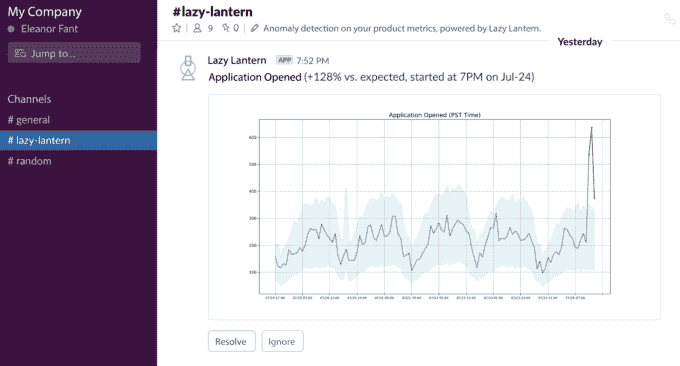 My Company
Eleanor Fant
Jump to...
Channels
# general
# lazy-lantern
# random
#lazy-lantern
9
0
Anomaly detection on your product metrics, powered by Lazy Lantern.
Yesterday
Lazy Lantern APP 7:52 PM
Application Opened (+128% vs. expected, started at 7PM on Jul-24)
Application Opened (PST Time)
600
500
400
300
200
100
Resolve
Ignore